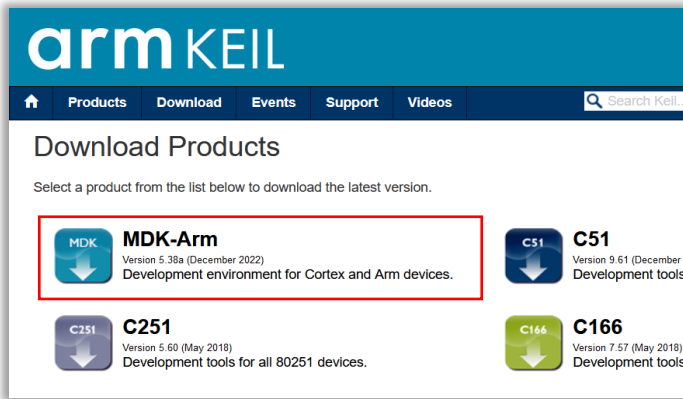 arm KEIL
Products Download Events Support Videos Search Keil...
Download Products
Select a product from the list below to download the latest version.
MDK
MDK-Arm
Version 5.38a (December 2022)
Development environment for Cortex and Arm devices.
C51
C51
Version 9.61 (December
Development tools
C251
C251
Version 5.60 (May 2018)
Development tools for all 80251 devices.
C166
C166
Version 7.57 (May 2018)
Development tools